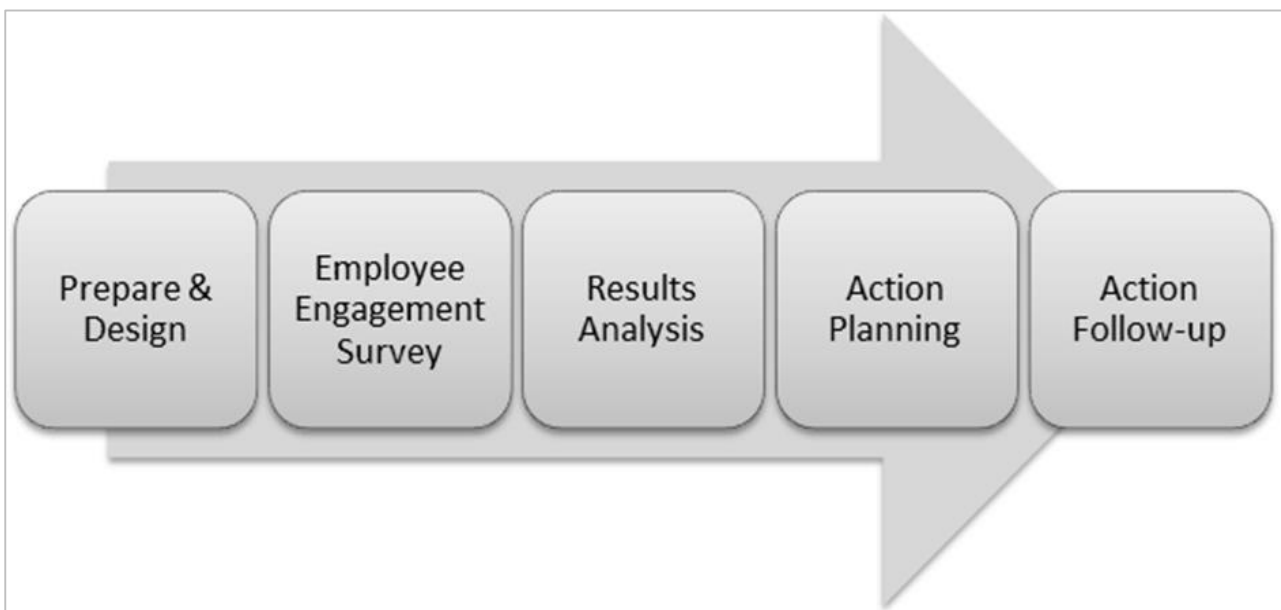 Prepare &
Design
Employee
Engagement
Survey
Results
Analysis
Action
Planning
Action
Follow-up